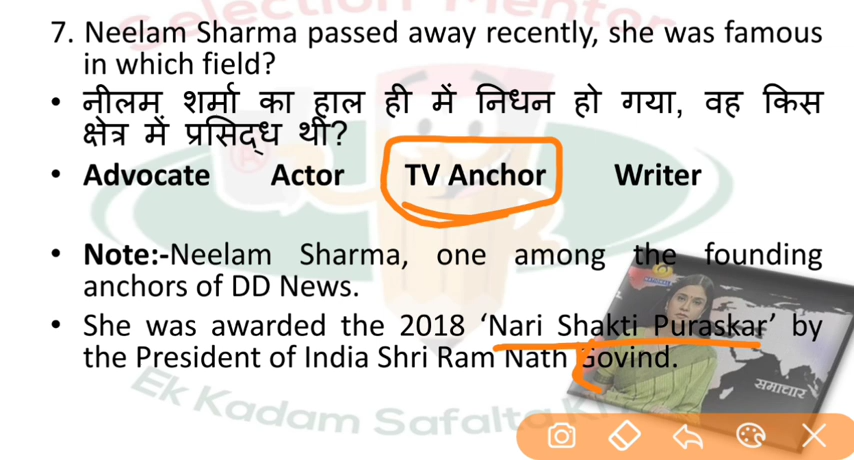 Selection Mentor
7. Neelam Sharma passed away recently, she was famous
in which field?
• नीलम शर्मा का हाल ही में निधन हो गया, वह किस
क्षेत्र में प्रसिद्ध थीं?
• Advocate Actor TV Anchor Writer
• Note:-Neelam Sharma, one among the founding
anchors of DD News.
• She was awarded the 2018 ‘Nari Shakti Puraskar’ by
the President of India Shri Ram Nath Govind.
समाचार
Ek Kadam Safalta